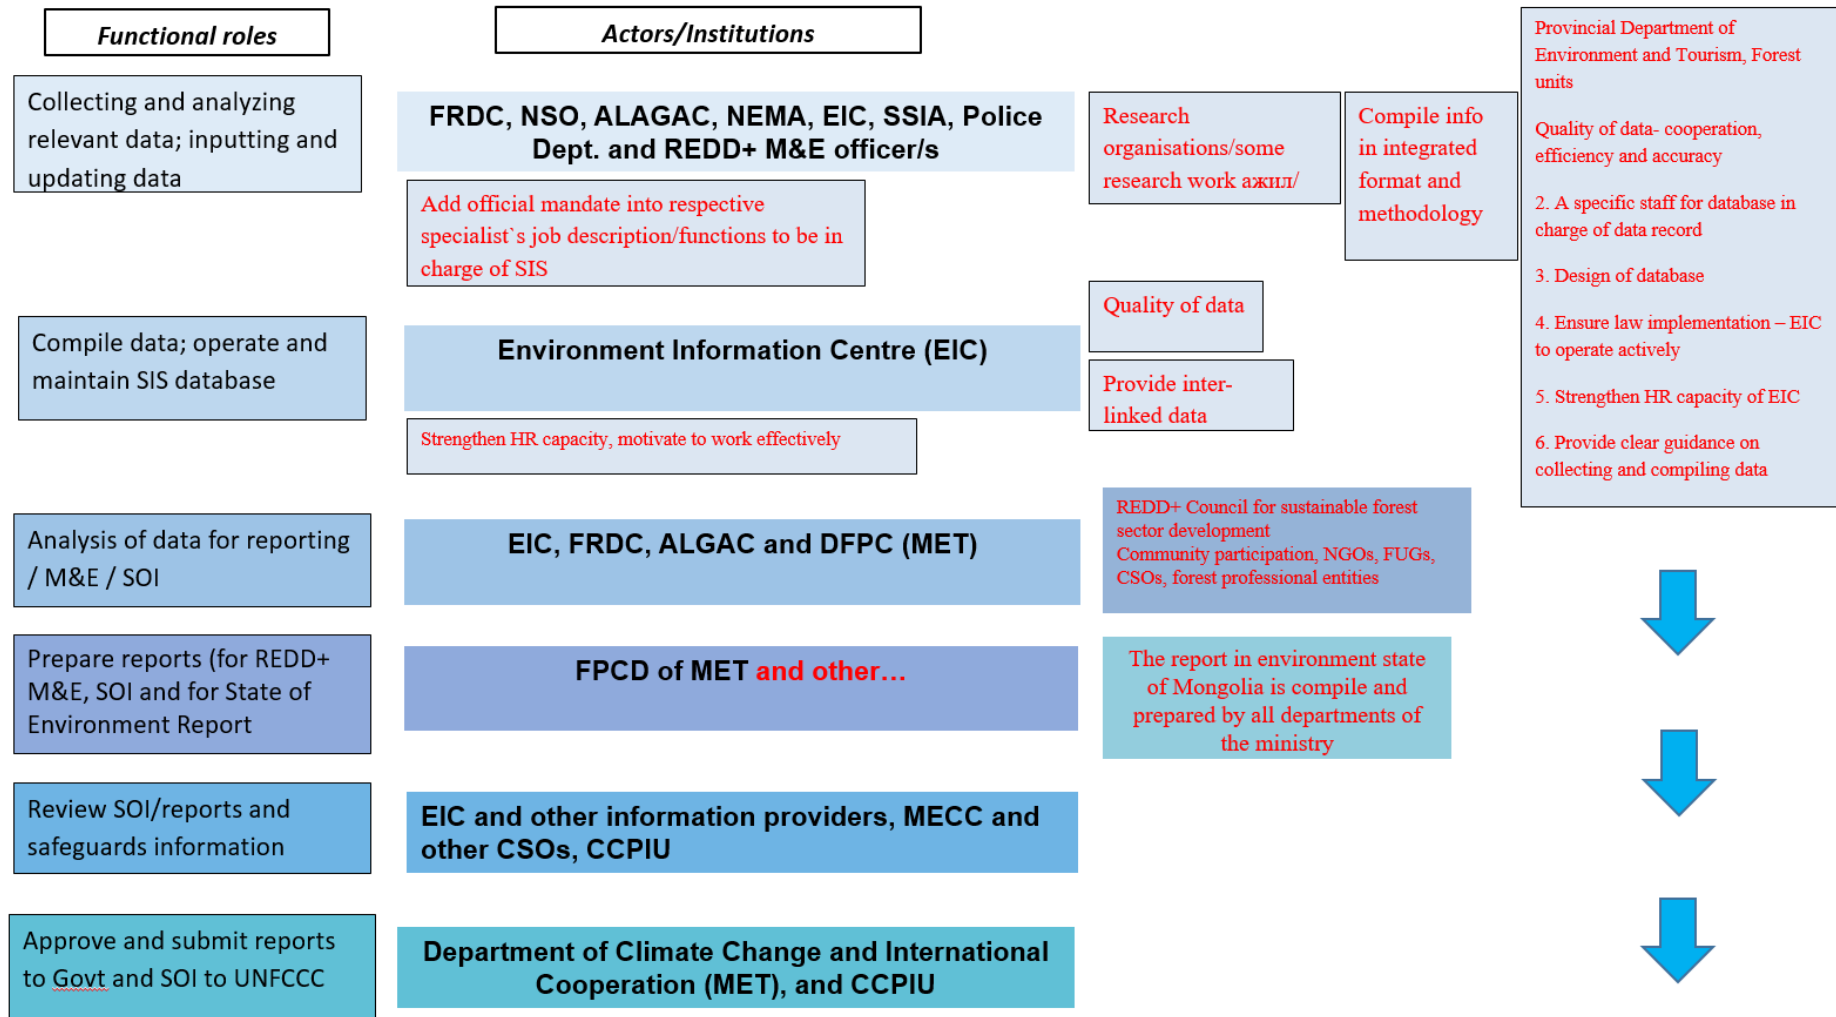 Functional roles
Actors/Institutions
Collecting and analyzing
relevant data; inputting and
updating data
FRDC, NSO, ALAGAC, NEMA, EIC, SSIA, Police
Dept. and REDD+ M&E officer/s
Add official mandate into respective
specialist`s job description/functions to be in
charge of SIS
Research
organisations/some
research work ажил/
Compile info
in integrated
format and
methodology
Provincial Department of
Environment and Tourism, Forest
units
Quality of data- cooperation,
efficiency and accuracy
2. A specific staff for database in
charge of data record
3. Design of database
4. Ensure law implementation – EIC
to operate actively
5. Strengthen HR capacity of EIC
6. Provide clear guidance on
collecting and compiling data
Compile data; operate and
maintain SIS database
Environment Information Centre (EIC)
Strengthen HR capacity, motivate to work effectively
Quality of data
Provide inter-
linked data
Analysis of data for reporting
/ M&E / SOI
EIC, FRDC, ALGAC and DFPC (MET)
REDD+ Council for sustainable forest
sector development
Community participation, NGOs, FUGs,
CSOs, forest professional entities
Prepare reports (for REDD+
M&E, SOI and for State of
Environment Report
FPCD of MET and other…
The report in environment state
of Mongolia is compile and
prepared by all departments of
the ministry
Review SOI/reports and
safeguards information
EIC and other information providers, MECC and
other CSOs, CCPIU
Approve and submit reports
to Govt and SOI to UNFCCC
Department of Climate Change and International
Cooperation (MET), and CCPIU